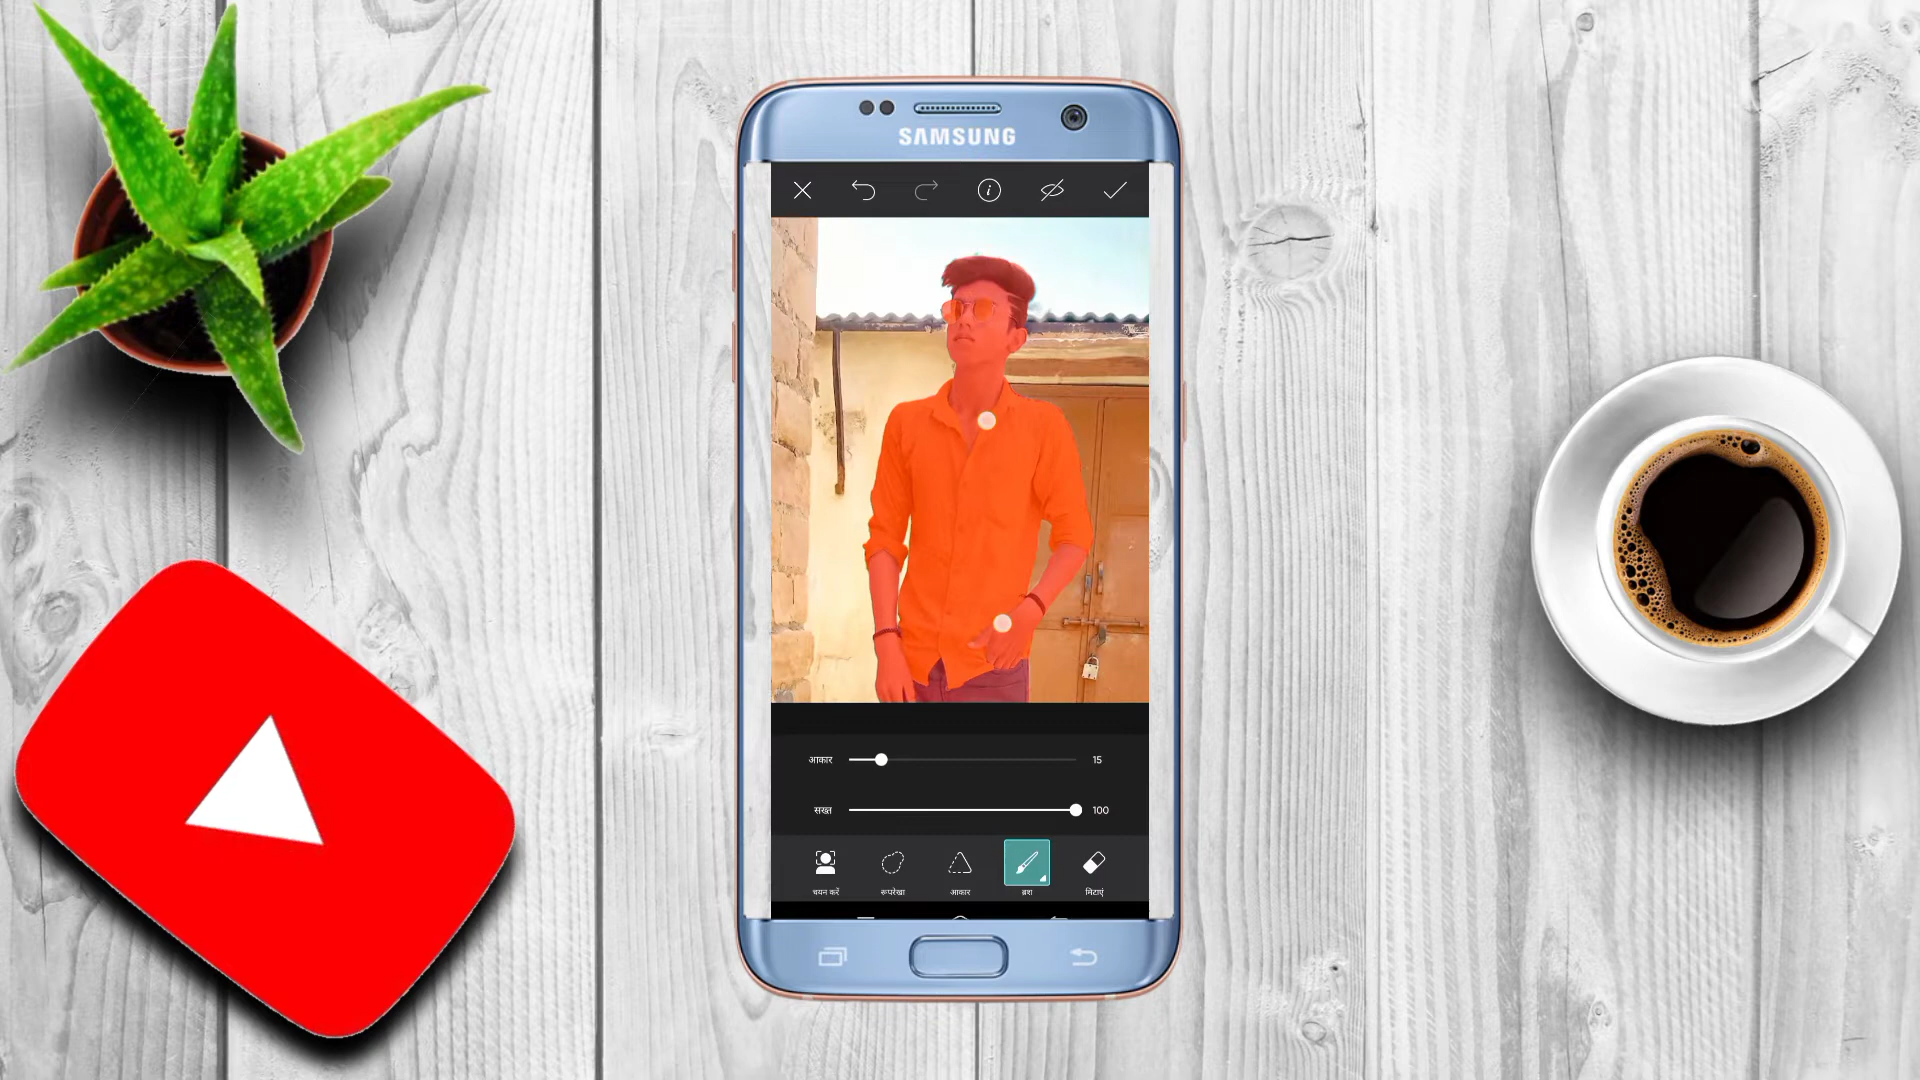 SAMSUNG
आकार 15
सख्त 100
चयन करें रूपरेखा आकार ब्रश मिटाएं